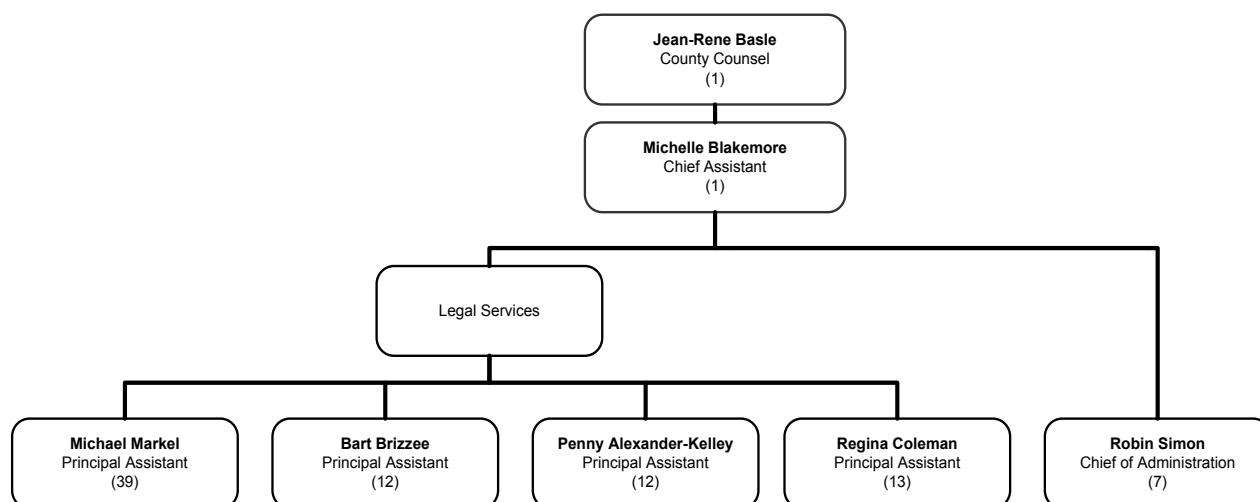 Jean-Rene Basle
County Counsel
(1)
Michelle Blakemore
Chief Assistant
(1)
Legal Services
Michael Markel
Principal Assistant
(39)
Bart Brizzee
Principal Assistant
(12)
Penny Alexander-Kelley
Principal Assistant
(12)
Regina Coleman
Principal Assistant
(13)
Robin Simon
Chief of Administration
(7)